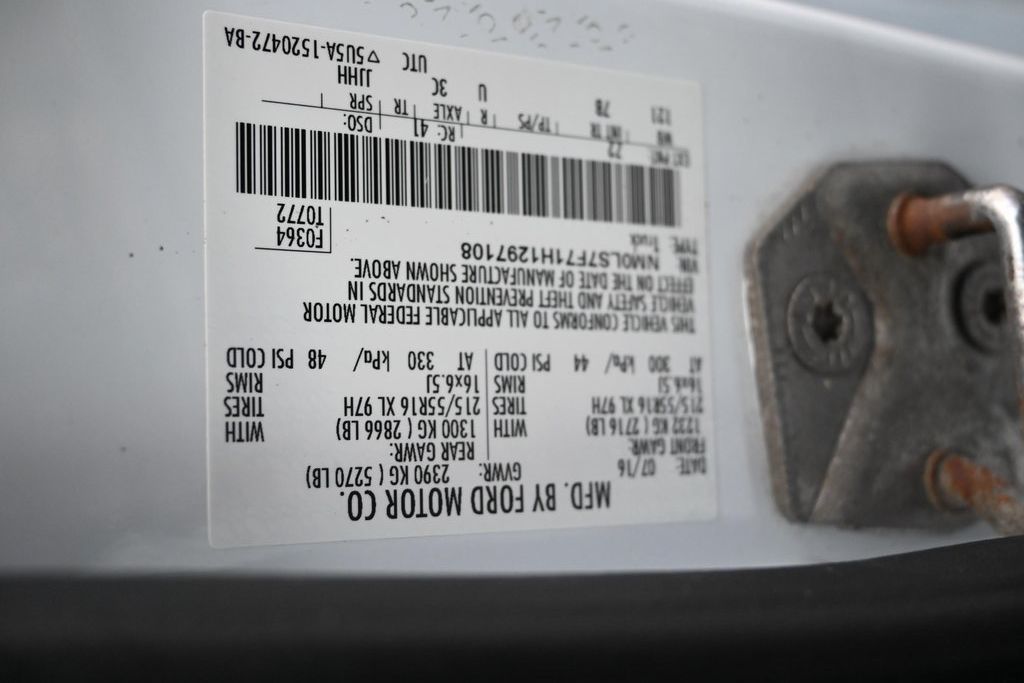 MFD. BY FORD MOTOR CO.
DATE: 07/16 GVWR: 2390 KG ( 5270 LB)
FRONT GAWR: REAR GAWR:
1232 KG ( 2716 LB) WITH 1300 KG ( 2866 LB) WITH
215/55R16 XL 97H TIRES 215/55R16 XL 97H TIRES
16x6.5J RIMS 16x6.5J RIMS
AT 300 kPa/ 44 PSI COLD AT 330 kPa/ 48 PSI COLD
THIS VEHICLE CONFORMS TO ALL APPLICABLE FEDERAL MOTOR
VEHICLE SAFETY AND THEFT PREVENTION STANDARDS IN
EFFECT ON THE DATE OF MANUFACTURE SHOWN ABOVE.
VIN: NM0LS7F71H1297108
TYPE: Truck
F0364
T0772
EXT PNT: Z2 RC: 41 DSO:
WB INT TR TP/PS R AXLE TR SPR
121 7B U 3C JJHH
UTC ▽5U5A-1520472-BA